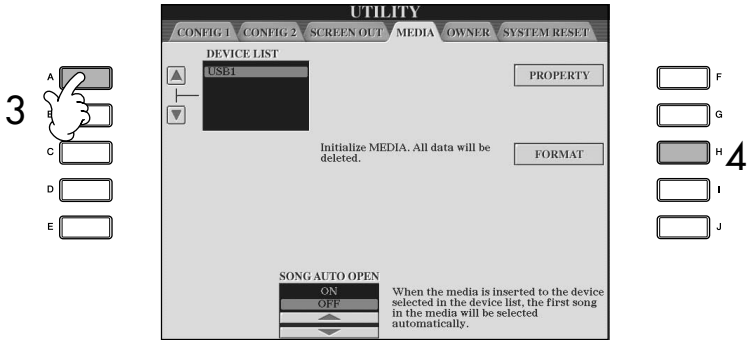 UTILITY
CONFIG 1 CONFIG 2 SCREEN OUT MEDIA OWNER SYSTEM RESET
DEVICE LIST
USB1
PROPERTY
Initialize MEDIA. All data will be
deleted.
FORMAT
SONG AUTO OPEN
ON
OFF
When the media is inserted to the device
selected in the device list, the first song
in the media will be selected
automatically.
3
A
B
C
D
E
F
G
H
4
I
J